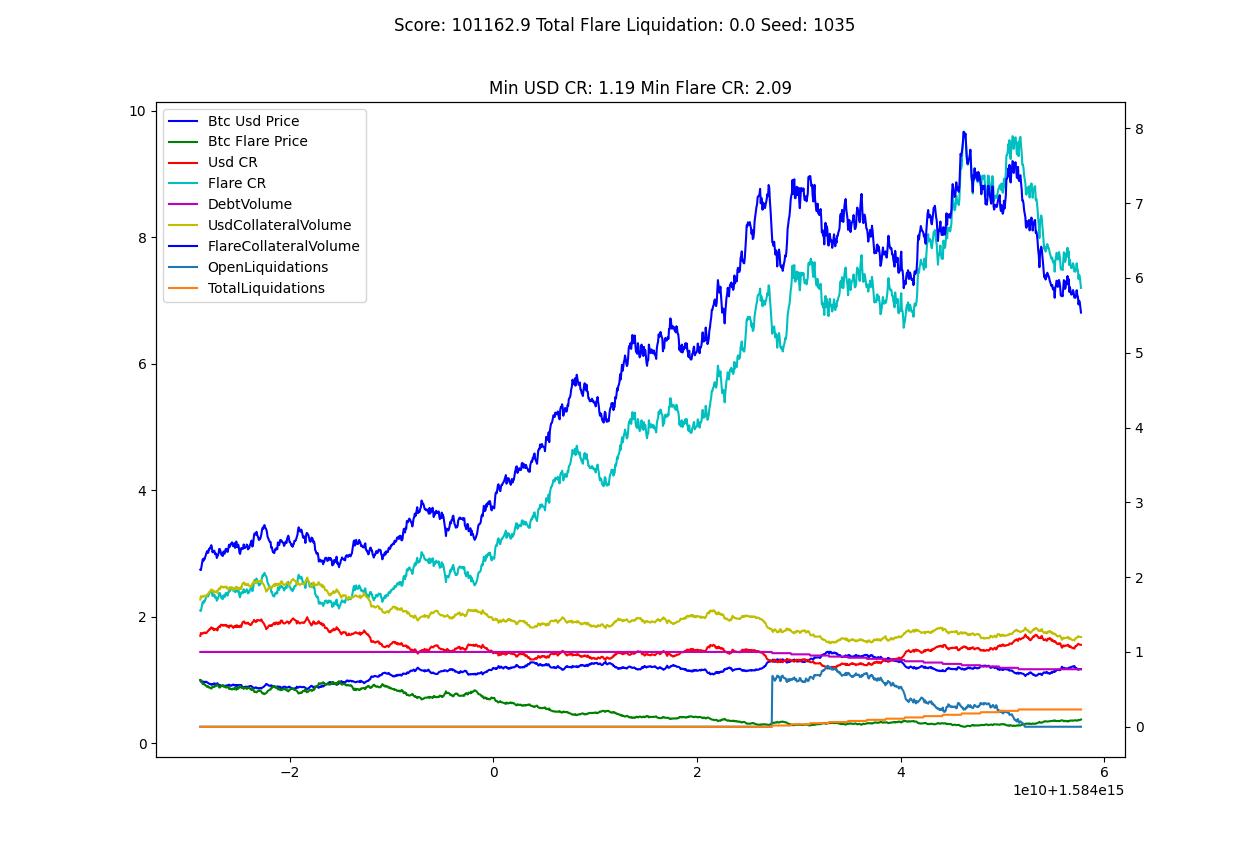 Score: 101162.9 Total Flare Liquidation: 0.0 Seed: 1035
Min USD CR: 1.19 Min Flare CR: 2.09
Btc Usd Price
Btc Flare Price
Usd CR
Flare CR
DebtVolume
UsdCollateralVolume
FlareCollateralVolume
OpenLiquidations
TotalLiquidations
10
8
6
4
2
0
8
7
6
5
4
3
2
1
0
−2
0
2
4
6
1e10+1.584e15